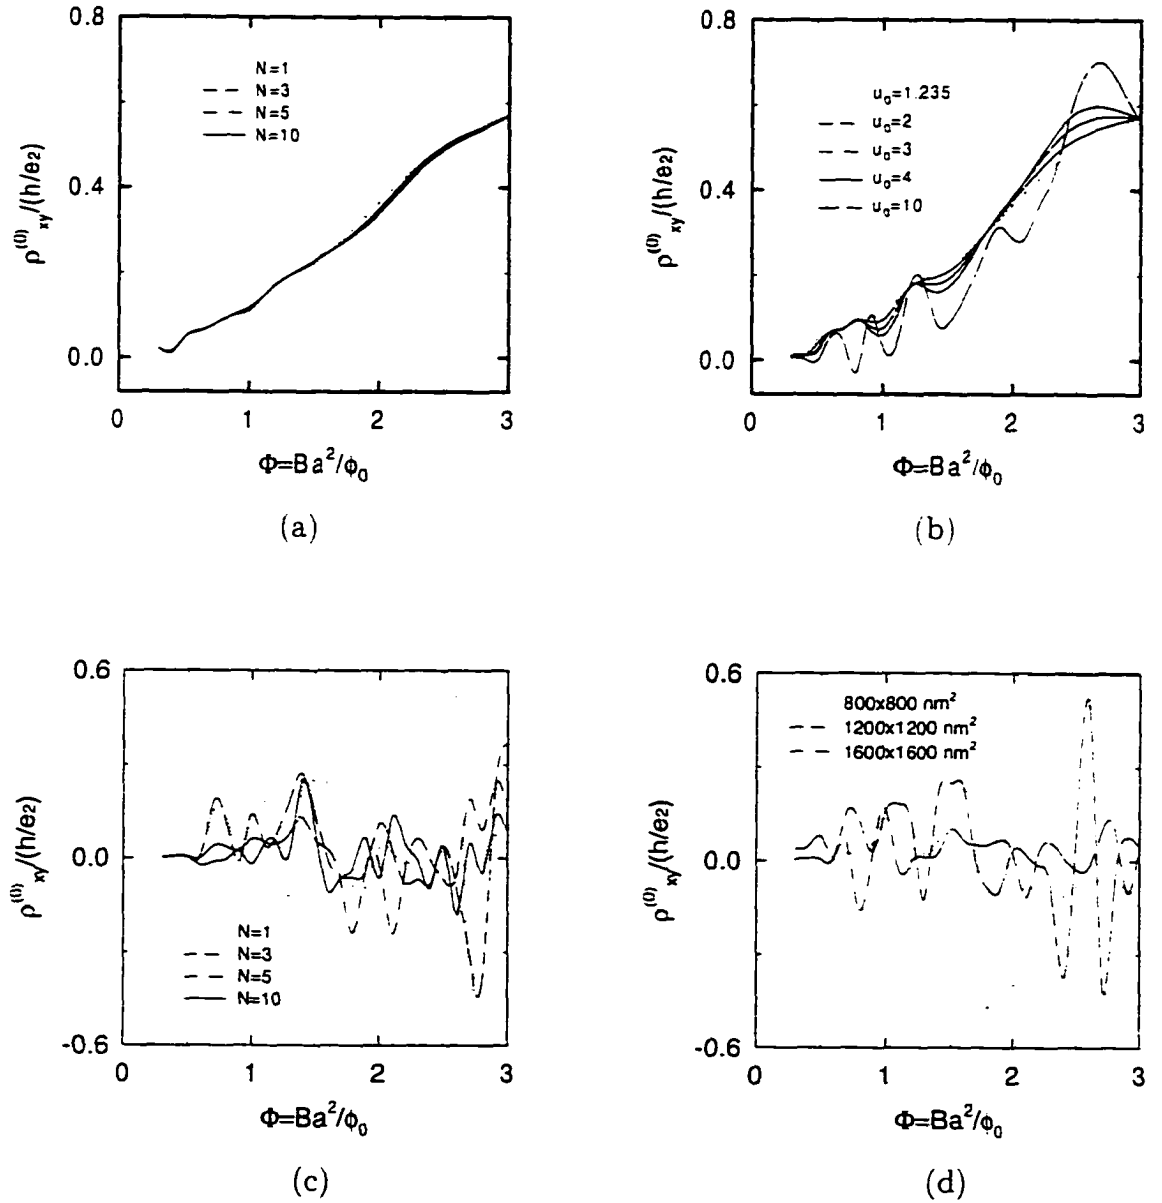 0.8
N=1
N=3
N=5
N=10
0.4
0.0
ρ(0)xy/(h/e2)
0 1 2 3
Φ=Ba²/ϕ0
(a)
0.8
u0=1.235
u0=2
u0=3
u0=4
u0=10
0.4
0.0
ρ(0)xy/(h/e2)
0 1 2 3
Φ=Ba²/ϕ0
(b)
0.6
0.0
-0.6
ρ(0)xy/(h/e2)
N=1
N=3
N=5
N=10
0 1 2 3
Φ=Ba²/ϕ0
(c)
0.6
800x800 nm²
1200x1200 nm²
1600x1600 nm²
0.0
-0.6
ρ(0)xy/(h/e2)
0 1 2 3
Φ=Ba²/ϕ0
(d)